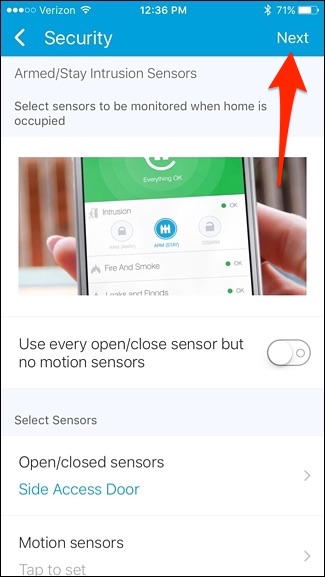 Verizon 12:36 PM 71%
Security Next
Armed/Stay Intrusion Sensors
Select sensors to be monitored when home is
occupied
Everything OK
Intrusion OK
ARM (AWAY) ARM (STAY) DISARM
Fire And Smoke OK
Leaks and Floods OK
Use every open/close sensor but
no motion sensors
Select Sensors
Open/closed sensors
Side Access Door
Motion sensors
Tap to set